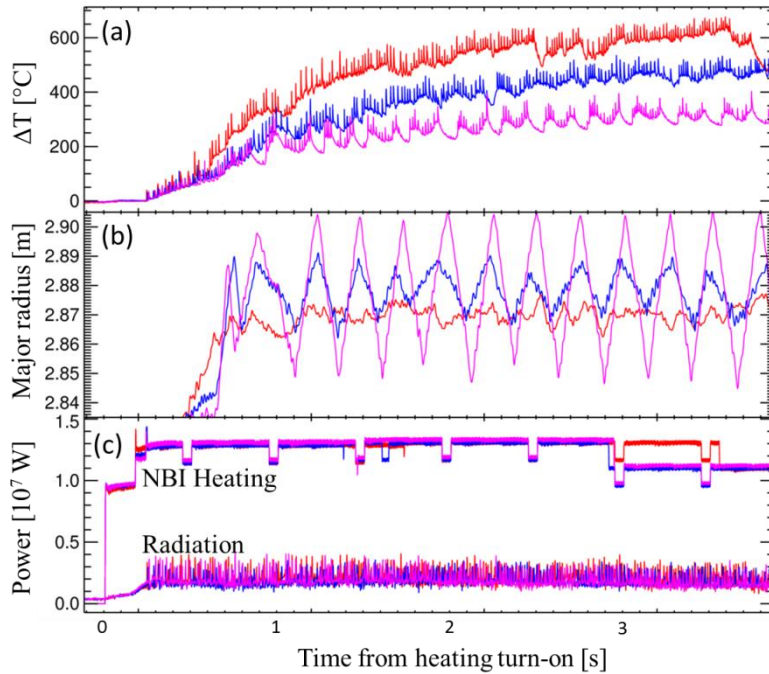 (a)
ΔT [°C]
600
400
200
0
(b)
Major radius [m]
2.90
2.89
2.88
2.87
2.86
2.85
2.84
(c)
Power [10⁷ W]
1.5
1.0
0.5
0.0
NBI Heating
Radiation
0 1 2 3
Time from heating turn-on [s]